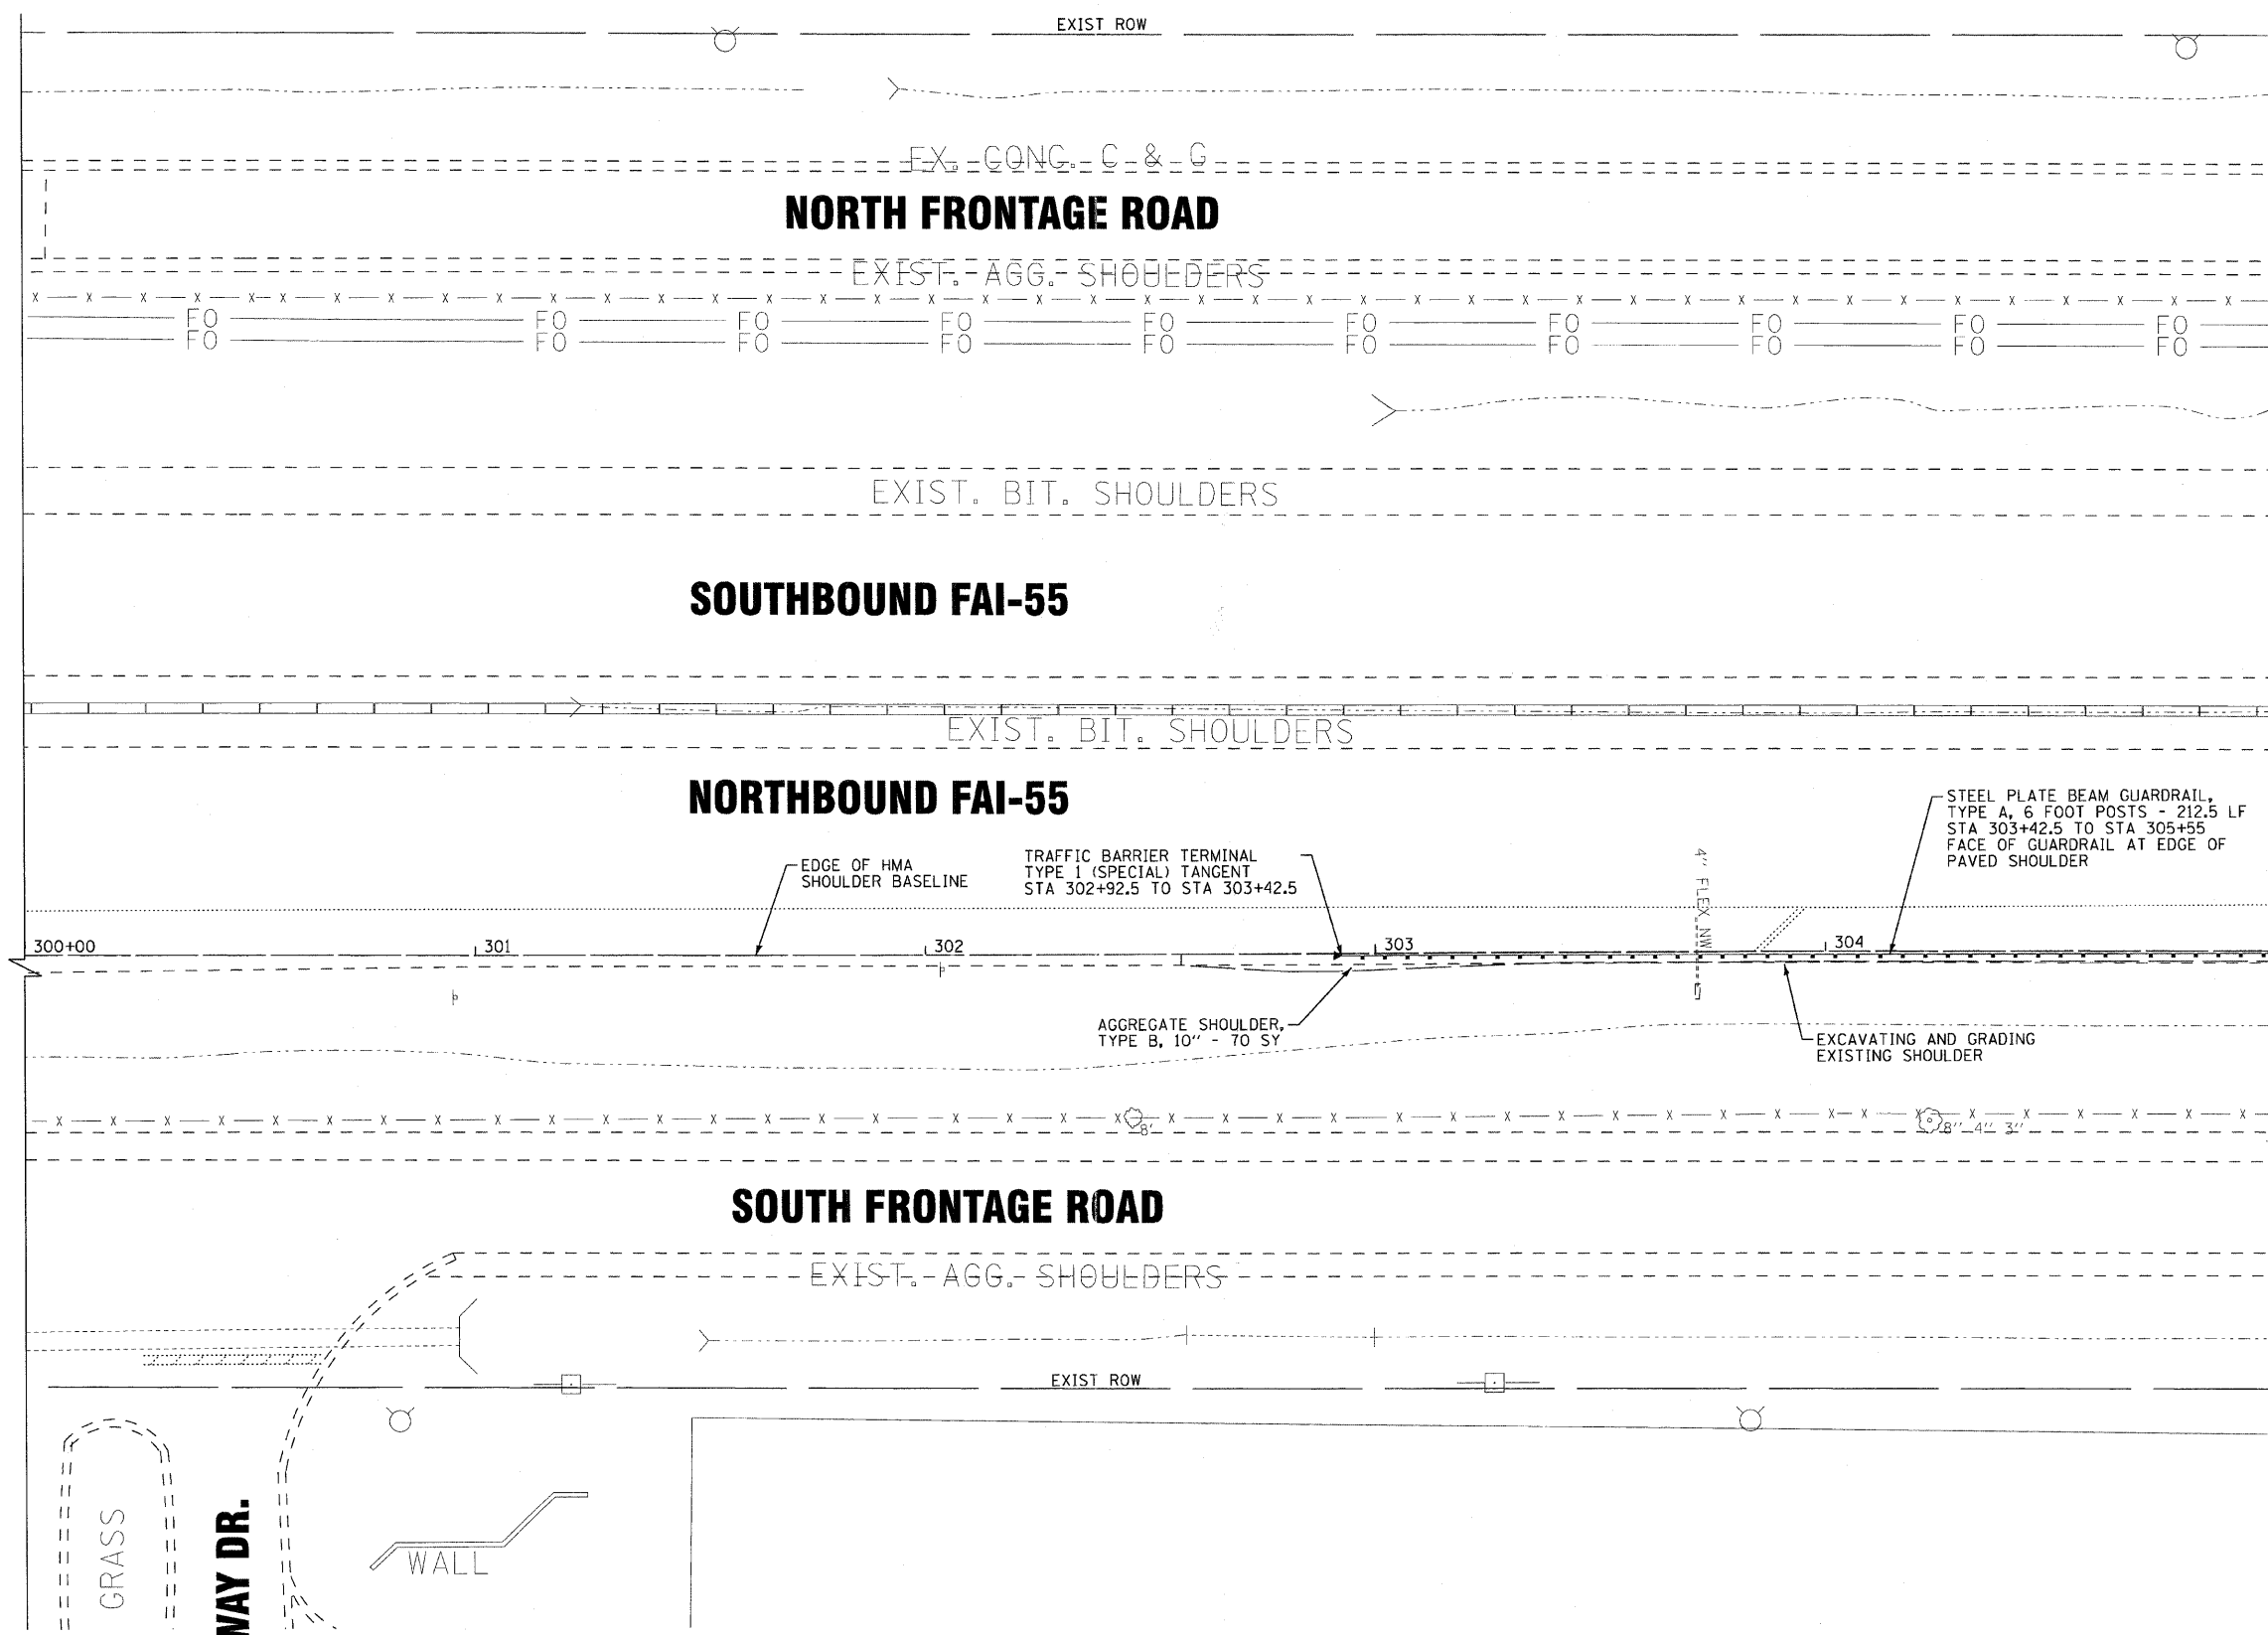 EXIST ROW
EX. CONC. C & G
NORTH FRONTAGE ROAD
EXIST. AGG. SHOULDERS
X X X X X X X X X X X X X X X X X X X X X X X X X X X X X X X X X X X X X X X X X X
FO FO FO FO FO FO FO FO FO FO
FO FO FO FO FO FO FO FO FO FO
EXIST. BIT. SHOULDERS
SOUTHBOUND FAI-55
EXIST. BIT. SHOULDERS
NORTHBOUND FAI-55
STEEL PLATE BEAM GUARDRAIL,
TYPE A, 6 FOOT POSTS - 212.5 LF
STA 303+42.5 TO STA 305+55
FACE OF GUARDRAIL AT EDGE OF
PAVED SHOULDER
EDGE OF HMA
SHOULDER BASELINE
TRAFFIC BARRIER TERMINAL
TYPE 1 (SPECIAL) TANGENT
STA 302+92.5 TO STA 303+42.5
4" FLEX NW
300+00
301
302
303
304
AGGREGATE SHOULDER,
TYPE B, 10" - 70 SY
EXCAVATING AND GRADING
EXISTING SHOULDER
X X X X X X X X X X X X X X X X X X X X X X X X X X X X X X X X X X X X X X X X X
8'
8" 4" 3"
SOUTH FRONTAGE ROAD
EXIST. AGG. SHOULDERS
EXIST ROW
GRASS
WAY DR.
WALL